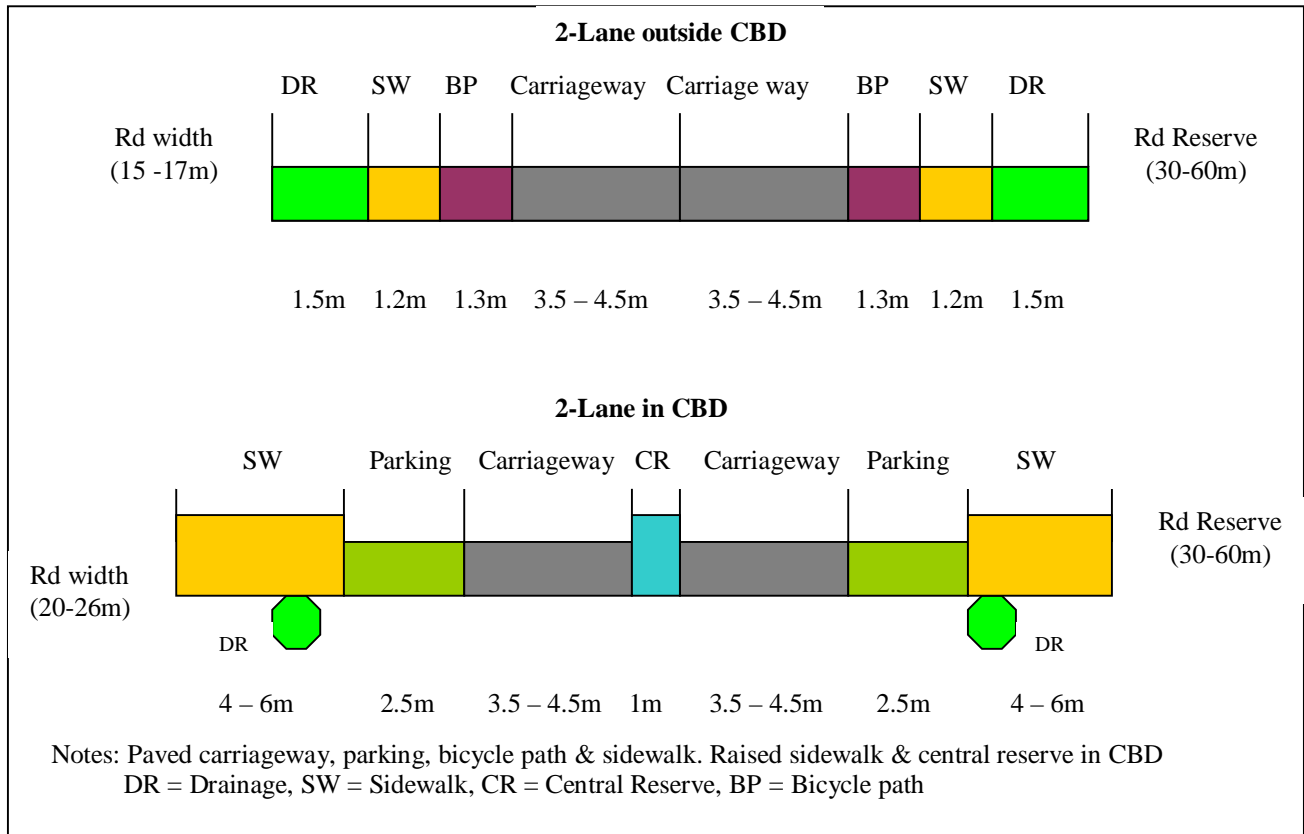 2-Lane outside CBD
DR SW BP Carriageway Carriage way BP SW DR
Rd width
(15 -17m)
Rd Reserve
(30-60m)
1.5m 1.2m 1.3m 3.5 – 4.5m 3.5 – 4.5m 1.3m 1.2m 1.5m
2-Lane in CBD
SW Parking Carriageway CR Carriageway Parking SW
Rd width
(20-26m)
Rd Reserve
(30-60m)
DR DR
4 – 6m 2.5m 3.5 – 4.5m 1m 3.5 – 4.5m 2.5m 4 – 6m
Notes: Paved carriageway, parking, bicycle path & sidewalk. Raised sidewalk & central reserve in CBD
DR = Drainage, SW = Sidewalk, CR = Central Reserve, BP = Bicycle path